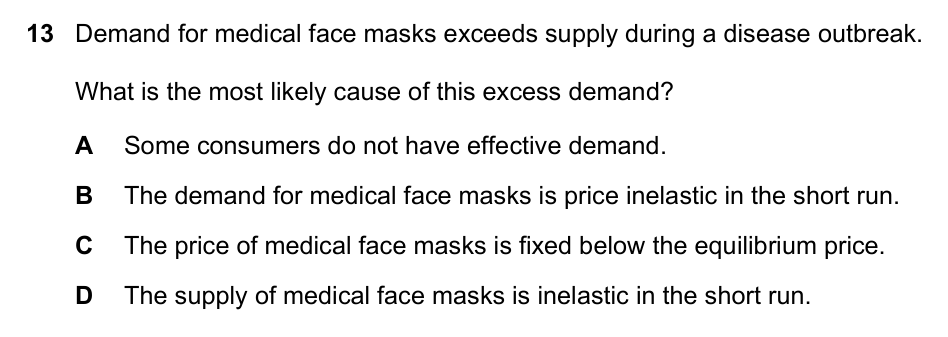 13 Demand for medical face masks exceeds supply during a disease outbreak.
What is the most likely cause of this excess demand?
A Some consumers do not have effective demand.
B The demand for medical face masks is price inelastic in the short run.
C The price of medical face masks is fixed below the equilibrium price.
D The supply of medical face masks is inelastic in the short run.